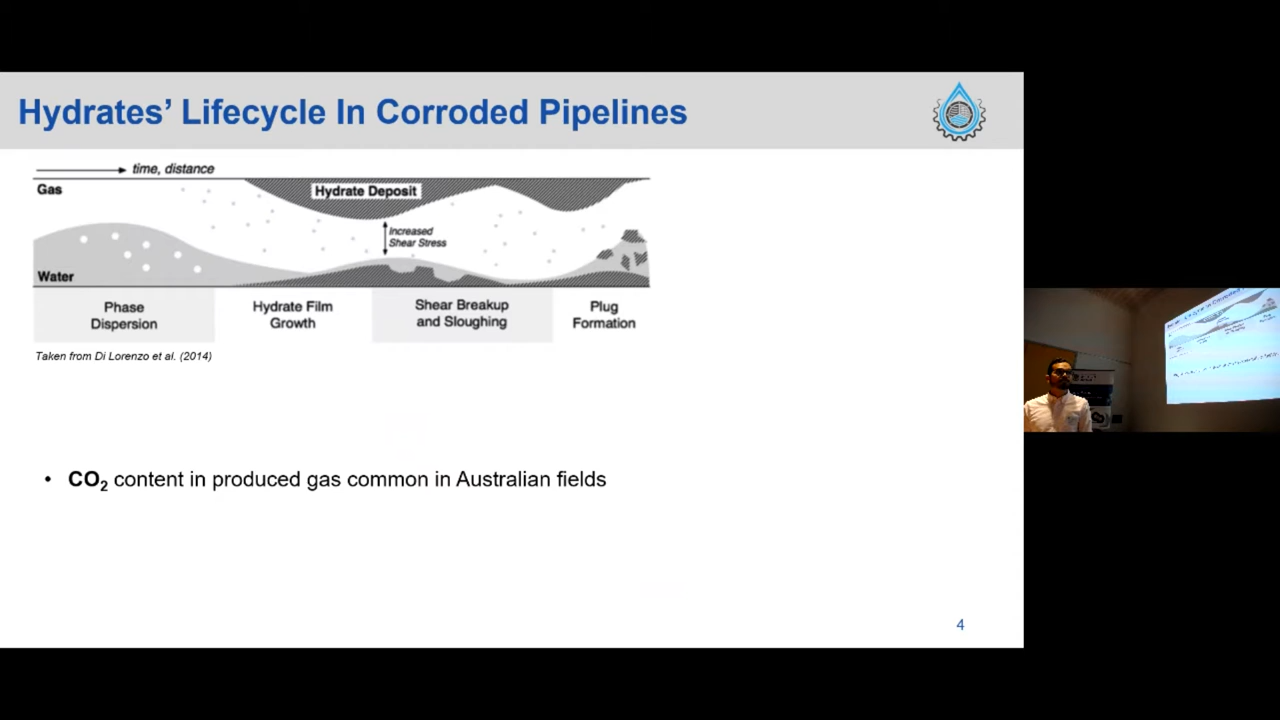 Hydrates’ Lifecycle In Corroded Pipelines
time, distance
Gas
Hydrate Deposit
Increased
Shear Stress
Water
Phase
Dispersion
Hydrate Film
Growth
Shear Breakup
and Sloughing
Plug
Formation
Taken from Di Lorenzo et al. (2014)
• CO₂ content in produced gas common in Australian fields
4